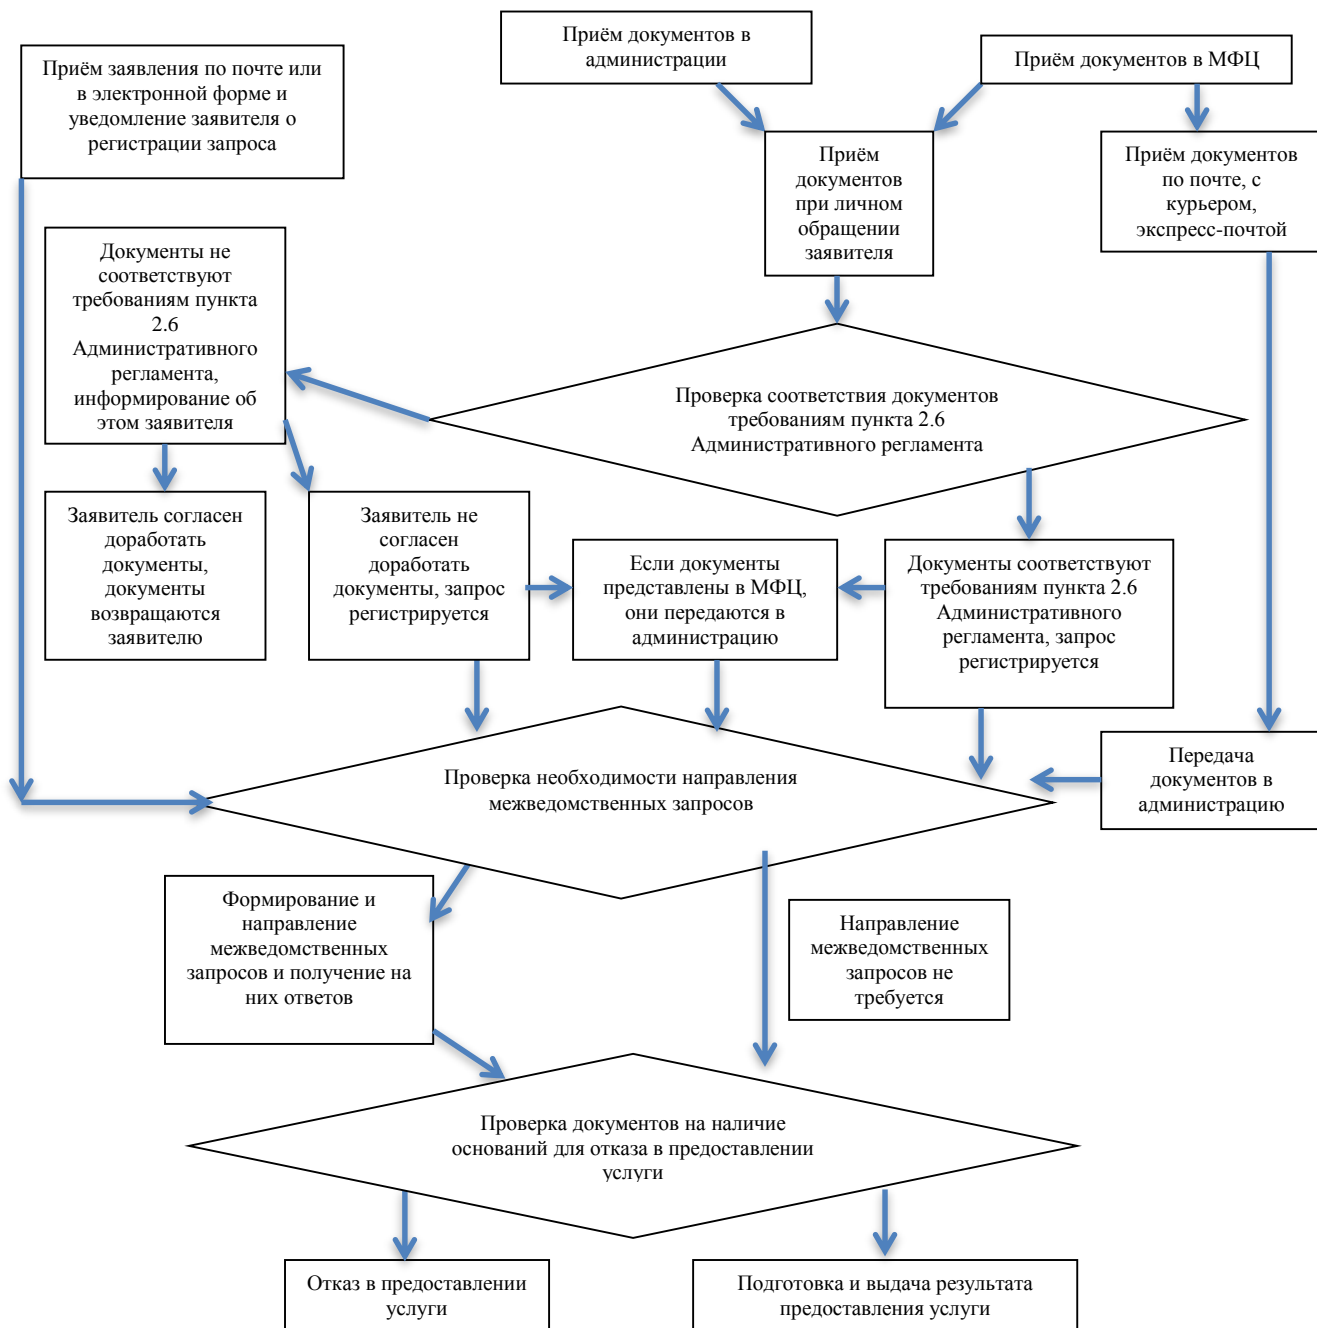 Приём документов в
администрации
Приём заявления по почте или
в электронной форме и
уведомление заявителя о
регистрации запроса
Приём документов в МФЦ
Приём
документов
при личном
обращении
заявителя
Приём документов
по почте, с
курьером,
экспресс-почтой
Документы не
соответствуют
требованиям пункта
2.6
Административного
регламента,
информирование об
этом заявителя
Проверка соответствия документов
требованиям пункта 2.6
Административного регламента
Заявитель согласен
доработать
документы,
документы
возвращаются
заявителю
Заявитель не
согласен
доработать
документы, запрос
регистрируется
Если документы
представлены в МФЦ,
они передаются в
администрацию
Документы соответствуют
требованиям пункта 2.6
Административного
регламента, запрос
регистрируется
Передача
документов в
администрацию
Проверка необходимости направления
межведомственных запросов
Формирование и
направление
межведомственных
запросов и получение на
них ответов
Направление
межведомственных
запросов не
требуется
Проверка документов на наличие
оснований для отказа в предоставлении
услуги
Отказ в предоставлении
услуги
Подготовка и выдача результата
предоставления услуги